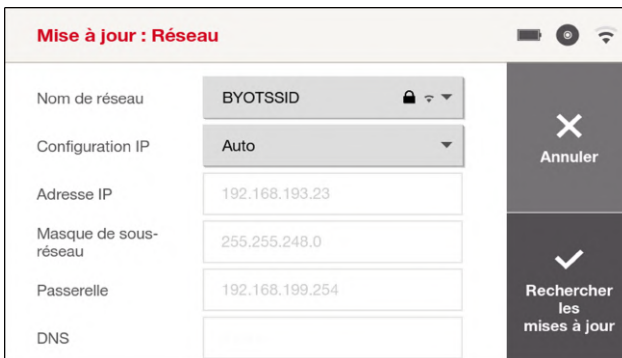 Mise à jour : Réseau
Nom de réseau
BYOTSSID
Configuration IP
Auto
Adresse IP
192.168.193.23
Masque de sous-
réseau
255.255.248.0
Passerelle
192.168.199.254
DNS
Annuler
Rechercher
les
mises à jour